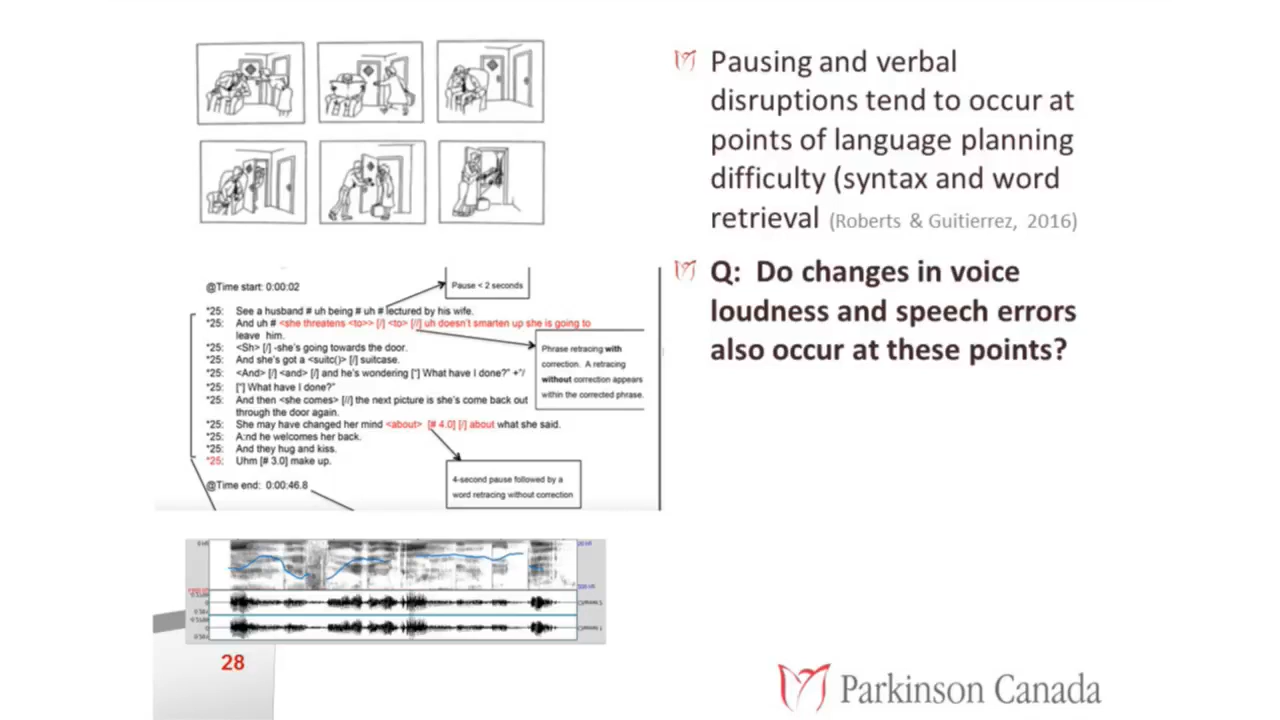 Pausing and verbal
disruptions tend to occur at
points of language planning
difficulty (syntax and word
retrieval (Roberts & Guitierrez, 2016)
Q: Do changes in voice
loudness and speech errors
also occur at these points?
@Time start: 0:00:02
Pause < 2 seconds
*25: See a husband # uh being # uh # lectured by his wife.
*25: And uh # <she threatens <to>> [/] <to> [//] uh doesn't smarten up she is going to
leave him.
*25: <Sh> [/] -she's going towards the door.
*25: And she's got a <suitc()> [/] suitcase.
*25: <And> [/] <and> [/] and he's wondering ["] What have I done?" +"/
*25: ["] What have I done?"
*25: And then <she comes> [//] the next picture is she's come back out
through the door again.
*25: She may have changed her mind <about> [# 4.0] [/] about what she said.
*25: A:nd he welcomes her back.
*25: And they hug and kiss.
*25: Uhm [# 3.0] make up.
@Time end: 0:00:46.8
Phrase retracing with
correction. A retracing
without correction appears
within the corrected phrase.
4-second pause followed by a
word retracing without correction
28
Parkinson Canada